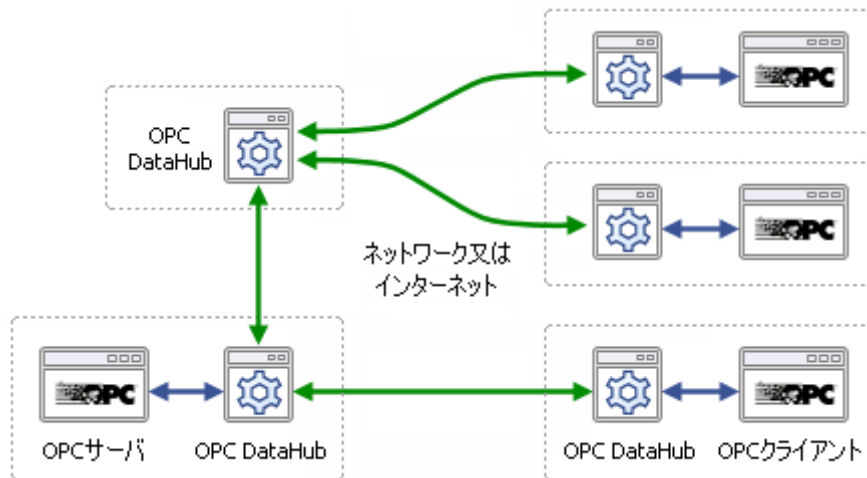 OPC
OPC
DataHub
OPC
ネットワーク又は
インターネット
OPC
OPC
OPCサーバ
OPC DataHub
OPC DataHub
OPCクライアント